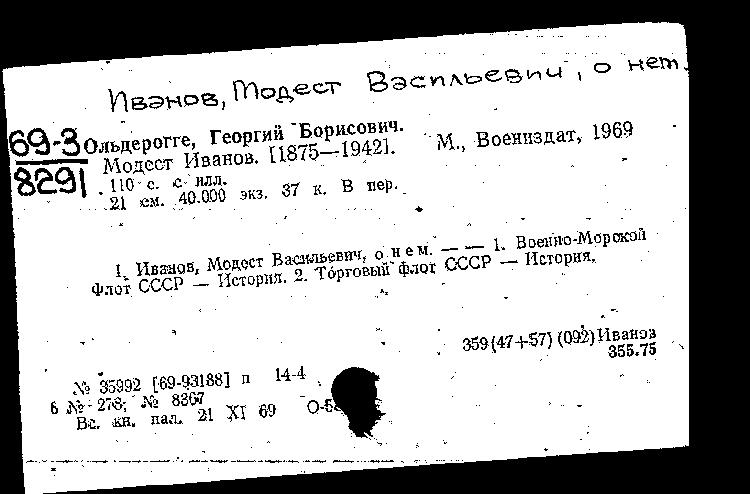 Иванов, Модест Васильевич, о нем.
69-3
8291
Ольдерогге, Георгий Борисович.
Модест Иванов. [1875—1942]. М., Воениздат, 1969
110 с. с илл.
21 см. 40.000 экз. 37 к. В пер.
1. Иванов, Модест Васильевич, о нем. — — 1. Военно-Морской
флот СССР — История. 2. Торговый флот СССР — История.
359(47+57)(092)Иванов
355.75
№ 35992 [69-93188] п 14-4
б № 278; № 8367
Вс. кн. пал. 21 XI 69